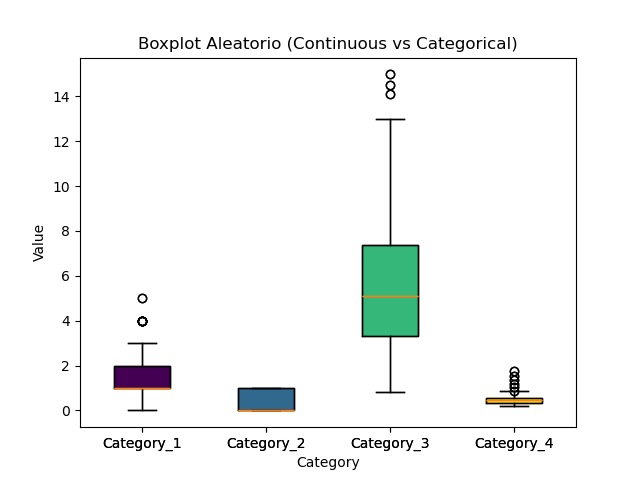 Boxplot Aleatorio (Continuous vs Categorical)
14
12
10
8
6
4
2
0
Value
Category_1 Category_2 Category_3 Category_4
Category